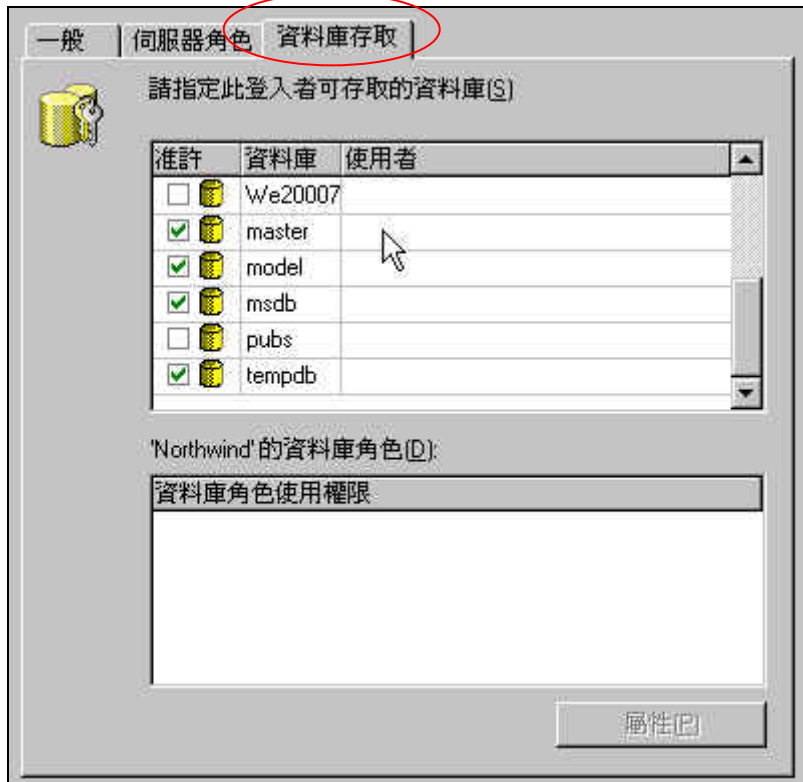 一般 伺服器角色 資料庫存取
請指定此登入者可存取的資料庫(S)
准許 資料庫 使用者
We20007
master
model
msdb
pubs
tempdb
'Northwind' 的資料庫角色(D):
資料庫角色使用權限
屬性(P)